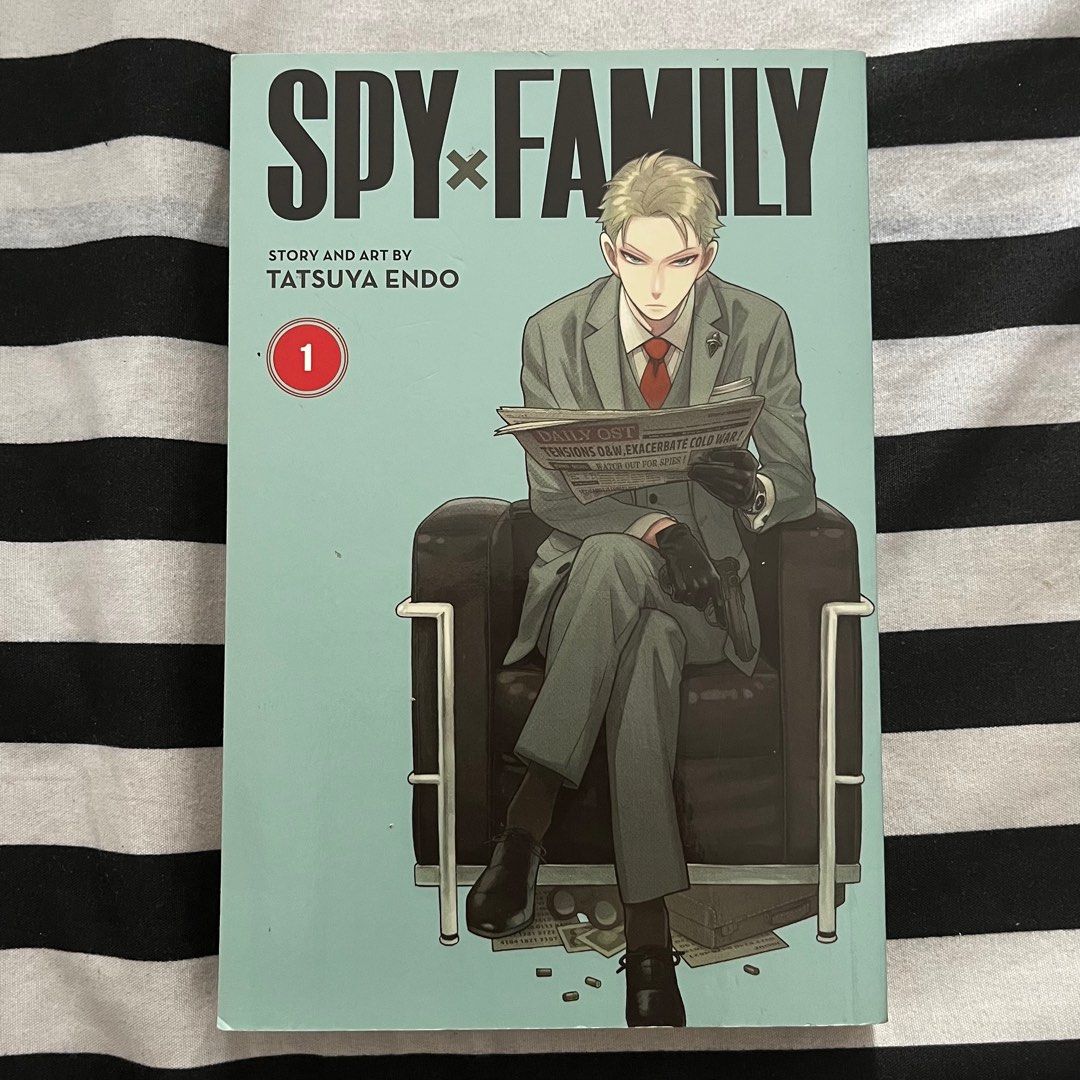 SPY×FAMILY
STORY AND ART BY
TATSUYA ENDO
1
DAILY OST
TENSIONS O&W, EXACERBATE COLD WAR!
WATCH OUT FOR SPIES!